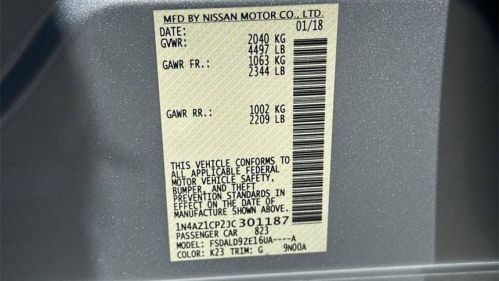 MFD BY NISSAN MOTOR CO., LTD.
DATE: 01/18
GVWR: 2040 KG
4497 LB
GAWR FR.: 1063 KG
2344 LB
GAWR RR.: 1002 KG
2209 LB
THIS VEHICLE CONFORMS TO
ALL APPLICABLE FEDERAL
MOTOR VEHICLE SAFETY,
BUMPER, AND THEFT
PREVENTION STANDARDS IN
EFFECT ON THE DATE OF
MANUFACTURE SHOWN ABOVE.
1N4AZ1CP2JC301187
PASSENGER CAR 823
MODEL: FSDALD9ZE16UA----A
COLOR: K23 TRIM: G 9N00A